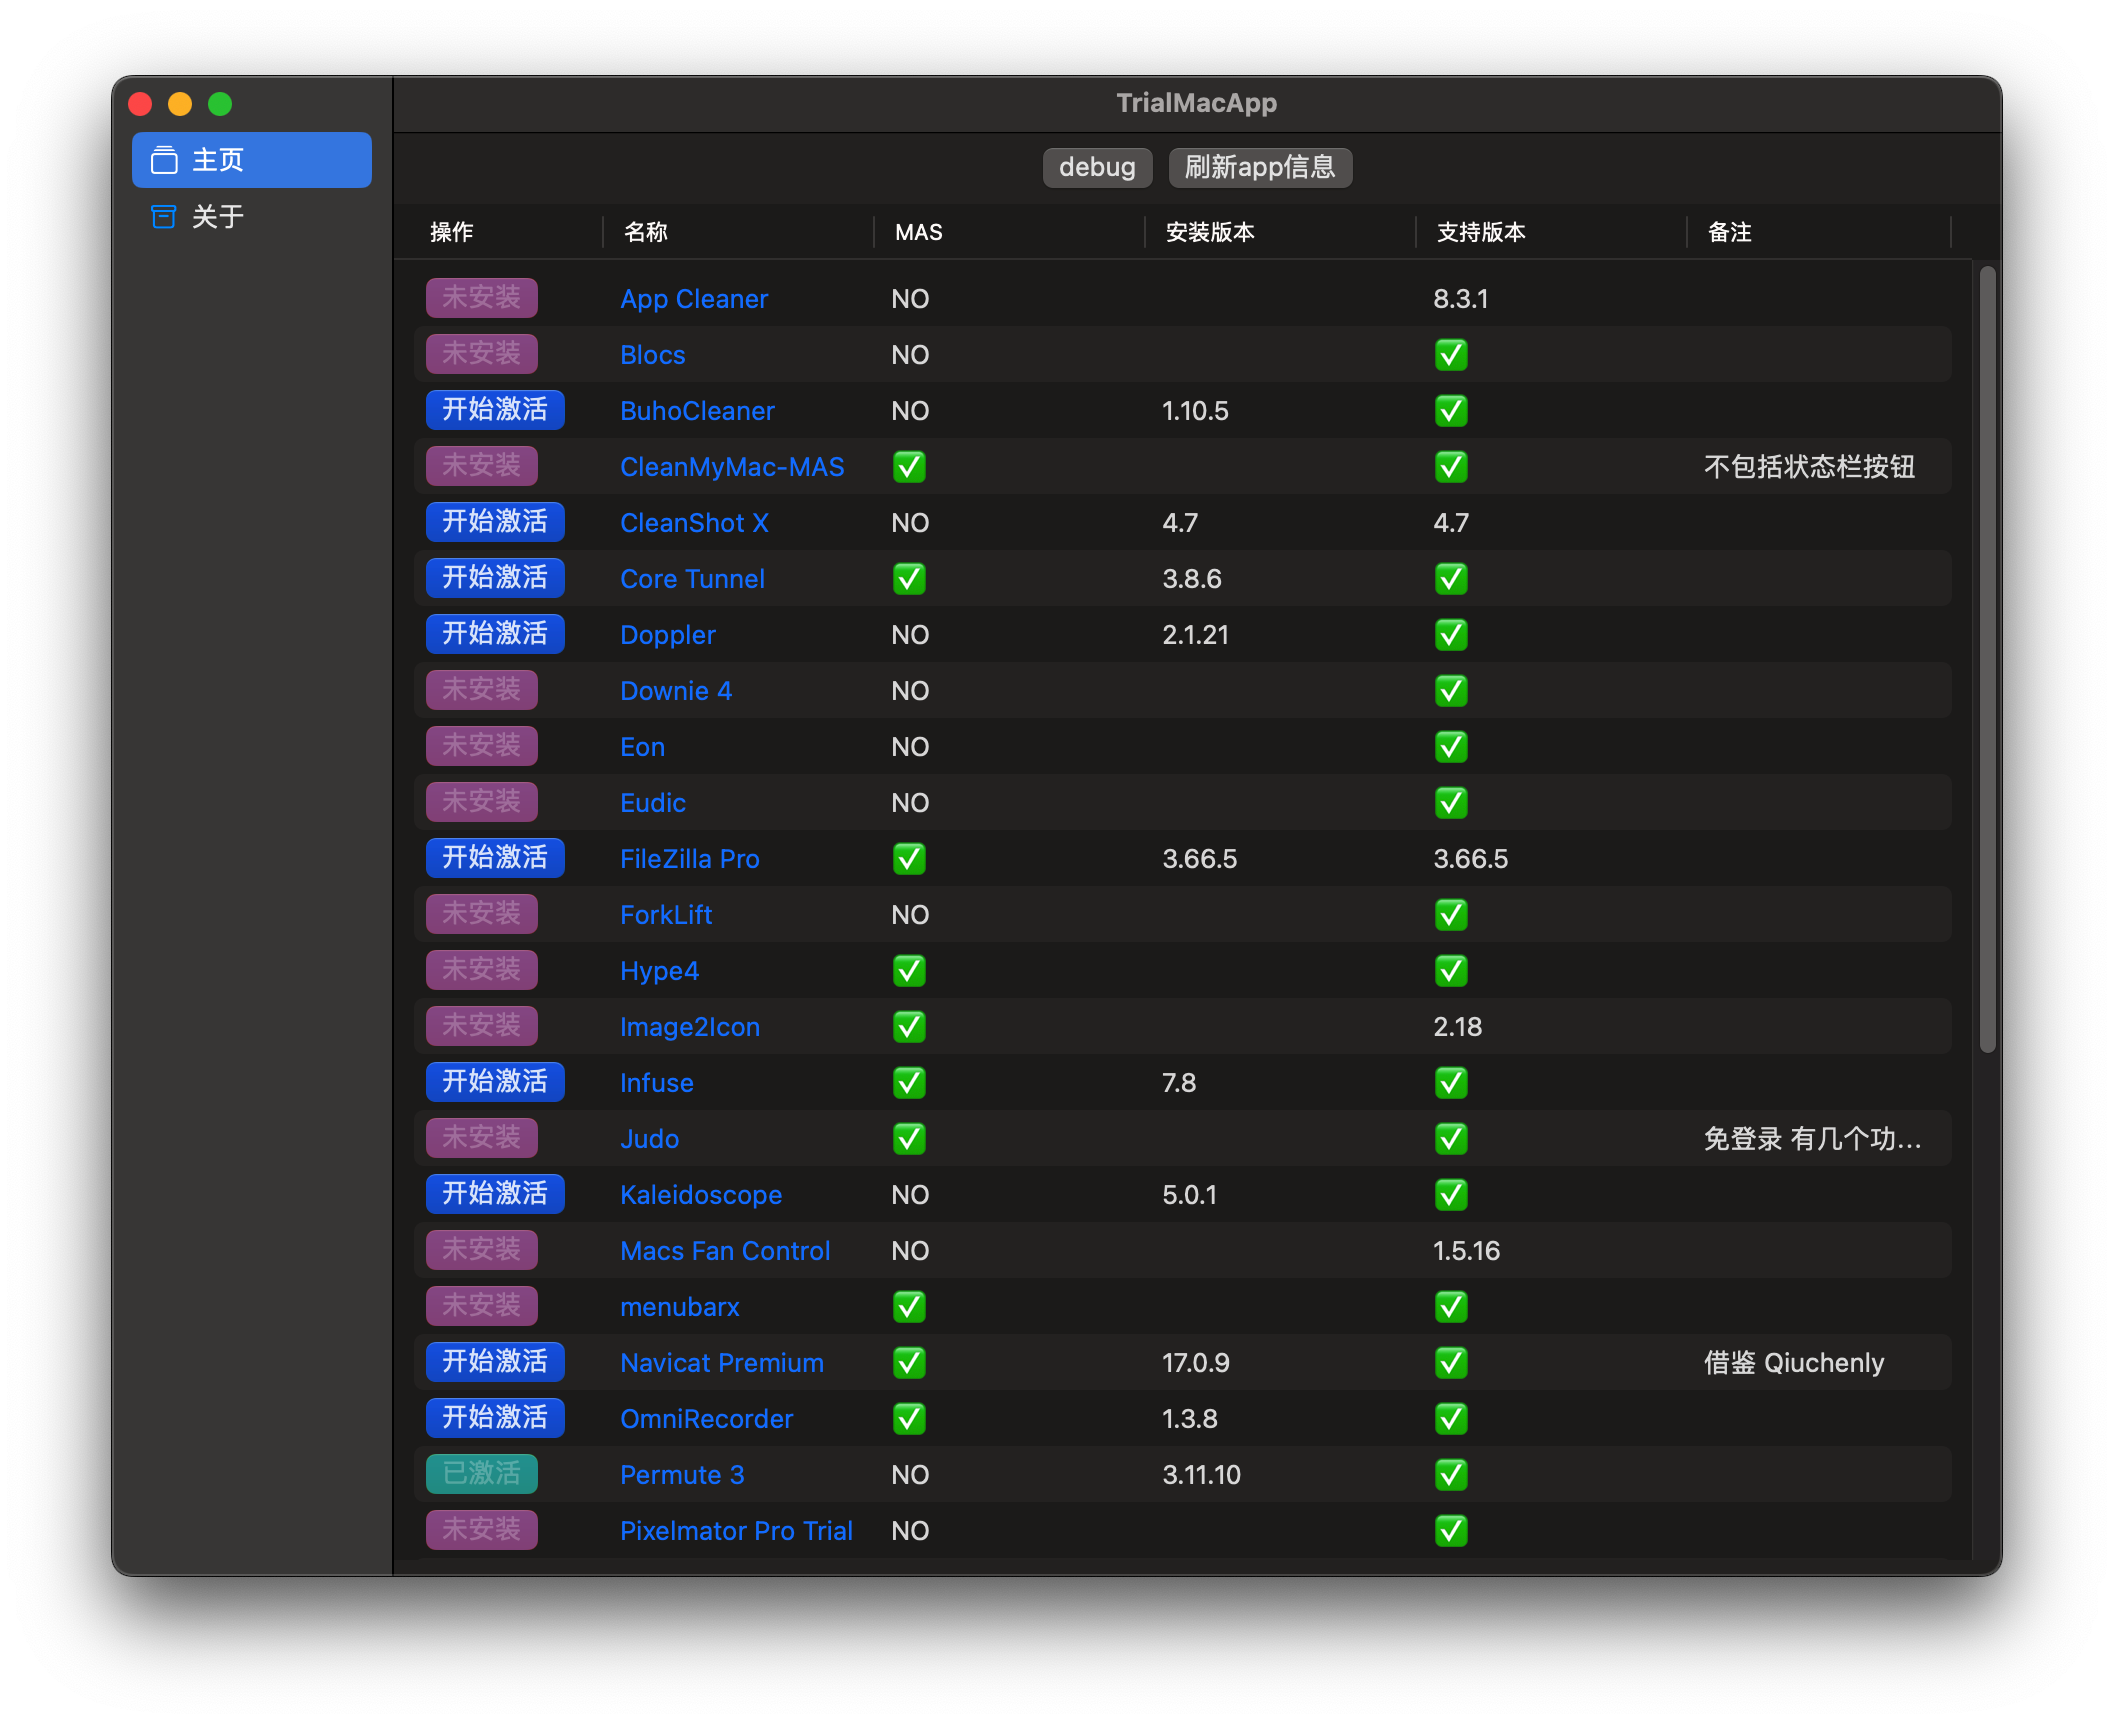 TrialMacApp
主页
关于
debug 刷新app信息
操作 名称 MAS 安装版本 支持版本 备注
未安装 App Cleaner NO 8.3.1
未安装 Blocs NO ✅
开始激活 BuhoCleaner NO 1.10.5 ✅
未安装 CleanMyMac-MAS ✅ ✅ 不包括状态栏按钮
开始激活 CleanShot X NO 4.7 4.7
开始激活 Core Tunnel ✅ 3.8.6 ✅
开始激活 Doppler NO 2.1.21 ✅
未安装 Downie 4 NO ✅
未安装 Eon NO ✅
未安装 Eudic NO ✅
开始激活 FileZilla Pro ✅ 3.66.5 3.66.5
未安装 ForkLift NO ✅
未安装 Hype4 ✅ ✅
未安装 Image2Icon ✅ 2.18
开始激活 Infuse ✅ 7.8 ✅
未安装 Judo ✅ ✅ 免登录 有几个功...
开始激活 Kaleidoscope NO 5.0.1 ✅
未安装 Macs Fan Control NO 1.5.16
未安装 menubarx ✅ ✅
开始激活 Navicat Premium ✅ 17.0.9 ✅ 借鉴 Qiuchenly
开始激活 OmniRecorder ✅ 1.3.8 ✅
已激活 Permute 3 NO 3.11.10 ✅
未安装 Pixelmator Pro Trial NO ✅